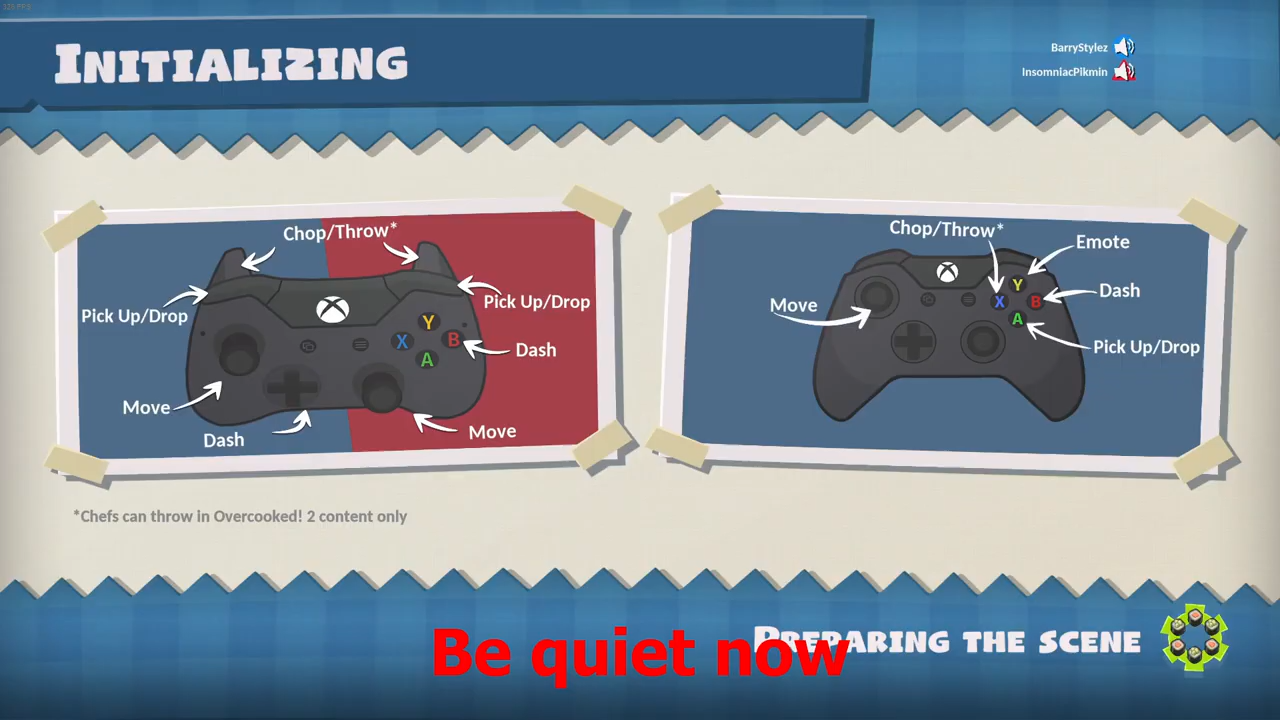 INITIALIZING
BarryStylez
InsomniacPikmin
Chop/Throw*
Pick Up/Drop
Pick Up/Drop
Y
X
B
A
Dash
Move
Dash
Move
Chop/Throw*
Emote
Y
X
B
A
Dash
Move
Pick Up/Drop
*Chefs can throw in Overcooked! 2 content only
PREPARING THE SCENE
Be quiet now